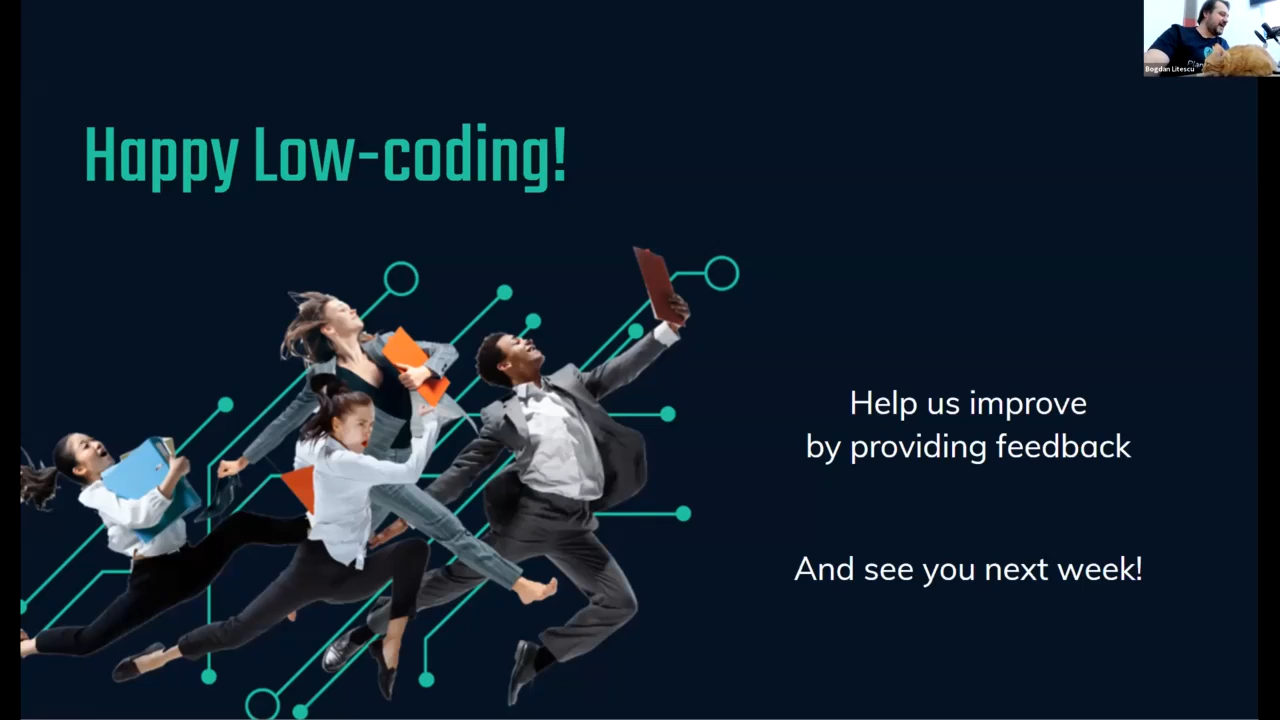 Happy Low-coding!
Help us improve
by providing feedback
And see you next week!
Bogdan Litescu